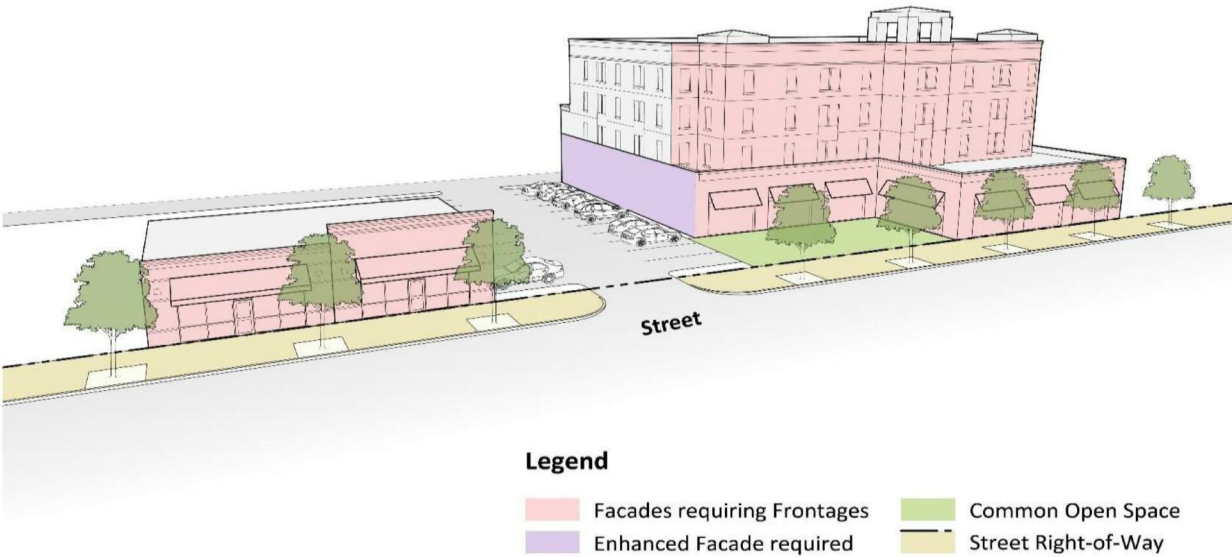 Street
Legend
Facades requiring Frontages
Common Open Space
Enhanced Facade required
Street Right-of-Way